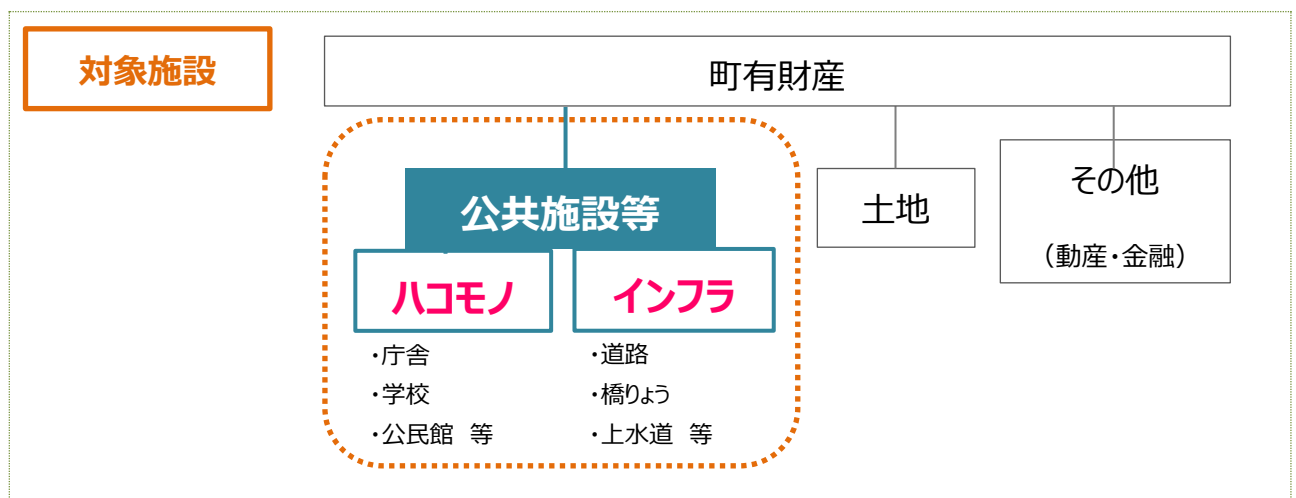 対象施設
町有財産
公共施設等
ハコモノ
・庁舎
・学校
・公民館 等
インフラ
・道路
・橋りょう
・上水道 等
土地
その他
（動産・金融）